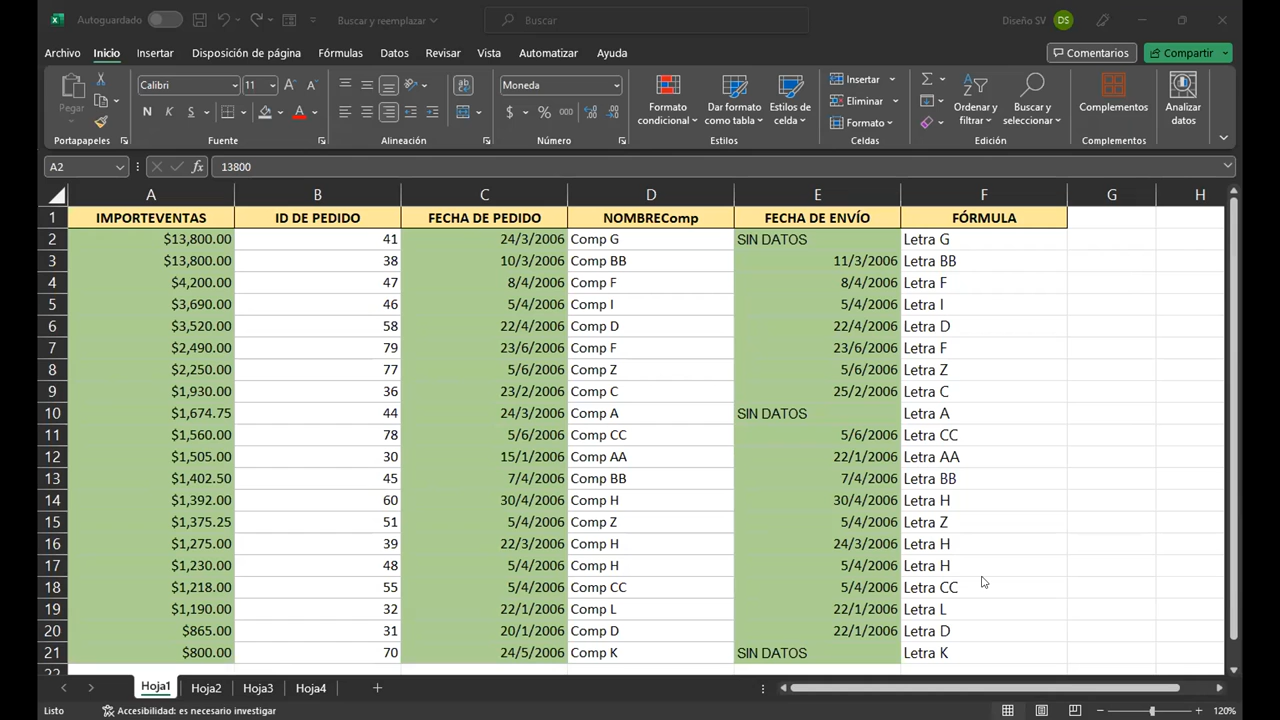 Autoguardado Buscar y reemplazar Buscar Diseño SV DS
Archivo Inicio Insertar Disposición de página Fórmulas Datos Revisar Vista Automatizar Ayuda Comentarios Compartir
Pegar
Portapapeles
Calibri 11
N K S
Fuente
Alineación
Moneda
$ % 000
Número
Formato condicional
Dar formato como tabla
Estilos de celda
Estilos
Insertar
Eliminar
Formato
Celdas
Ordenar y filtrar
Buscar y seleccionar
Edición
Complementos
Complementos
Analizar datos
A2 fx 13800
A B C D E F G H
1 IMPORTEVENTAS ID DE PEDIDO FECHA DE PEDIDO NOMBREComp FECHA DE ENVÍO FÓRMULA
2 $13,800.00 41 24/3/2006 Comp G SIN DATOS Letra G
3 $13,800.00 38 10/3/2006 Comp BB 11/3/2006 Letra BB
4 $4,200.00 47 8/4/2006 Comp F 8/4/2006 Letra F
5 $3,690.00 46 5/4/2006 Comp I 5/4/2006 Letra I
6 $3,520.00 58 22/4/2006 Comp D 22/4/2006 Letra D
7 $2,490.00 79 23/6/2006 Comp F 23/6/2006 Letra F
8 $2,250.00 77 5/6/2006 Comp Z 5/6/2006 Letra Z
9 $1,930.00 36 23/2/2006 Comp C 25/2/2006 Letra C
10 $1,674.75 44 24/3/2006 Comp A SIN DATOS Letra A
11 $1,560.00 78 5/6/2006 Comp CC 5/6/2006 Letra CC
12 $1,505.00 30 15/1/2006 Comp AA 22/1/2006 Letra AA
13 $1,402.50 45 7/4/2006 Comp BB 7/4/2006 Letra BB
14 $1,392.00 60 30/4/2006 Comp H 30/4/2006 Letra H
15 $1,375.25 51 5/4/2006 Comp Z 5/4/2006 Letra Z
16 $1,275.00 39 22/3/2006 Comp H 24/3/2006 Letra H
17 $1,230.00 48 5/4/2006 Comp H 5/4/2006 Letra H
18 $1,218.00 55 5/4/2006 Comp CC 5/4/2006 Letra CC
19 $1,190.00 32 22/1/2006 Comp L 22/1/2006 Letra L
20 $865.00 31 20/1/2006 Comp D 22/1/2006 Letra D
21 $800.00 70 24/5/2006 Comp K SIN DATOS Letra K
22
Hoja1 Hoja2 Hoja3 Hoja4
Listo Accesibilidad: es necesario investigar 120%